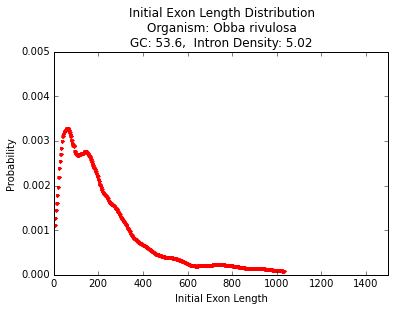 Initial Exon Length Distribution
Organism: Obba rivulosa
GC: 53.6,  Intron Density: 5.02
0.005
0.004
0.003
0.002
0.001
0.000
Probability
0
200
400
600
800
1000
1200
1400
Initial Exon Length